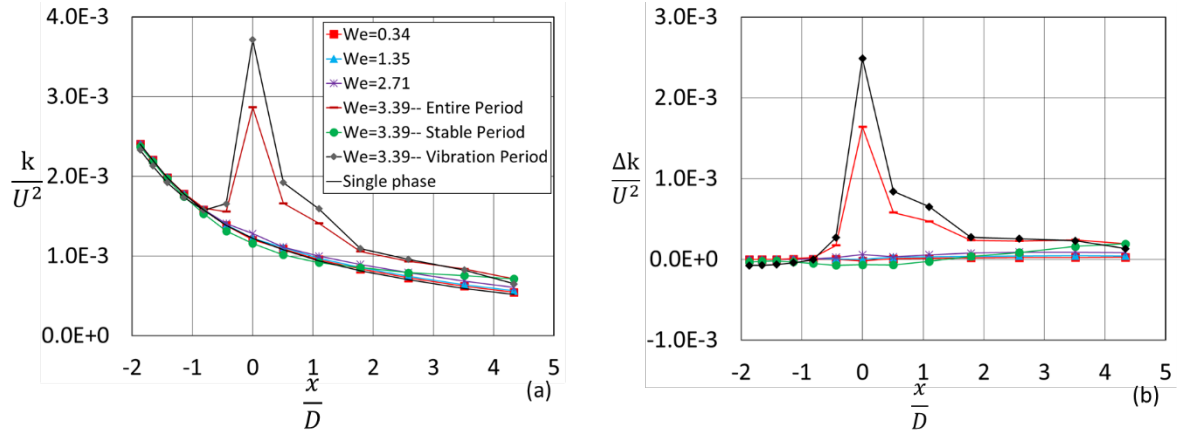 4.0E-3
3.0E-3
2.0E-3
1.0E-3
0.0E+0
k
U²
-2 -1 0 1 2 3 4 5
x
D
(a)
We=0.34
We=1.35
We=2.71
We=3.39-- Entire Period
We=3.39-- Stable Period
We=3.39-- Vibration Period
Single phase
3.0E-3
2.0E-3
1.0E-3
0.0E+0
-1.0E-3
Δk
U²
-2 -1 0 1 2 3 4 5
x
D
(b)